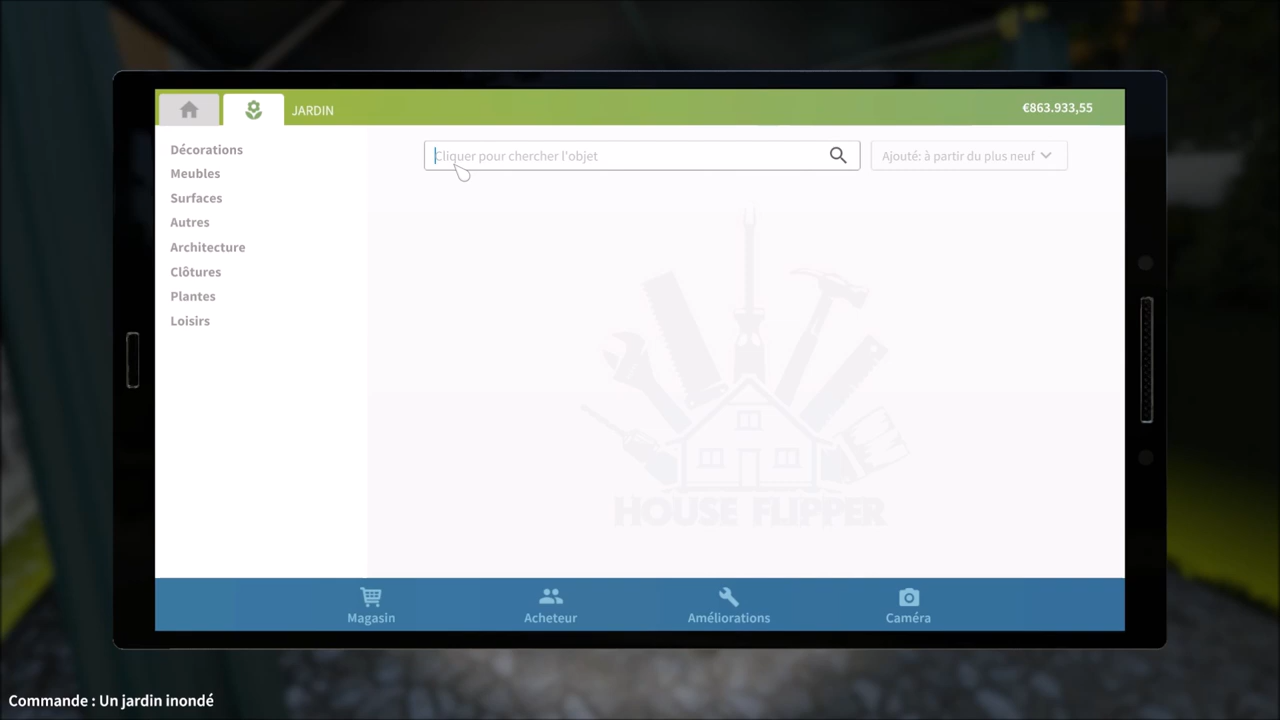 JARDIN
€863.933,55
Décorations
Meubles
Surfaces
Autres
Architecture
Clôtures
Plantes
Loisirs
Cliquer pour chercher l'objet
Ajouté: à partir du plus neuf
HOUSE FLIPPER
Magasin
Acheteur
Améliorations
Caméra
Commande : Un jardin inondé